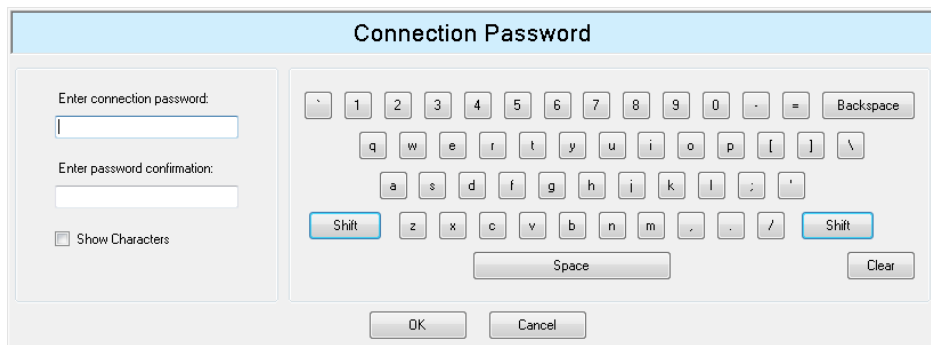 Connection Password
Enter connection password:
Enter password confirmation:
Show Characters
` 1 2 3 4 5 6 7 8 9 0 - = Backspace
q w e r t y u i o p [ ] \
a s d f g h j k l ; '
Shift z x c v b n m , . / Shift
Space Clear
OK Cancel